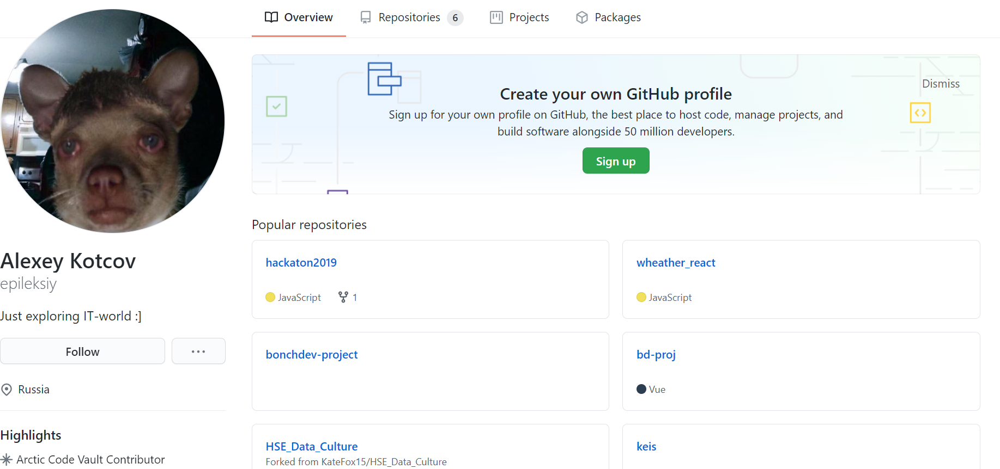 Overview
Repositories 6
Projects
Packages
Create your own GitHub profile
Dismiss
Sign up for your own profile on GitHub, the best place to host code, manage projects, and
build software alongside 50 million developers.
Sign up
Alexey Kotcov
epileksiy
Just exploring IT-world :]
Follow
...
Russia
Highlights
Arctic Code Vault Contributor
Popular repositories
hackaton2019
JavaScript 1
wheather_react
JavaScript
bonchdev-project
bd-proj
Vue
HSE_Data_Culture
Forked from KateFox15/HSE_Data_Culture
keis